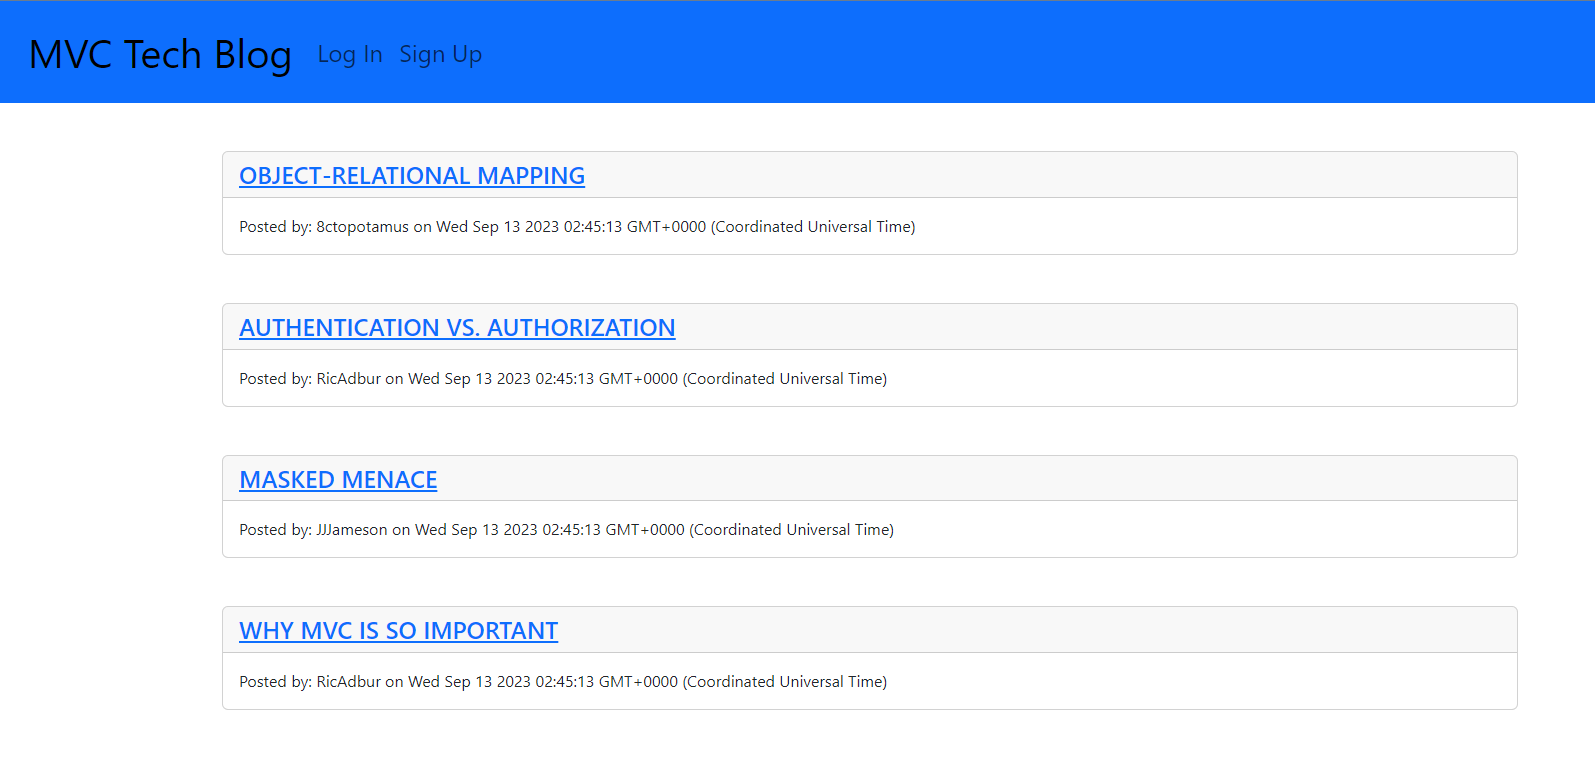 MVC Tech Blog Log In Sign Up
OBJECT-RELATIONAL MAPPING
Posted by: 8ctopotamus on Wed Sep 13 2023 02:45:13 GMT+0000 (Coordinated Universal Time)
AUTHENTICATION VS. AUTHORIZATION
Posted by: RicAdbur on Wed Sep 13 2023 02:45:13 GMT+0000 (Coordinated Universal Time)
MASKED MENACE
Posted by: JJJameson on Wed Sep 13 2023 02:45:13 GMT+0000 (Coordinated Universal Time)
WHY MVC IS SO IMPORTANT
Posted by: RicAdbur on Wed Sep 13 2023 02:45:13 GMT+0000 (Coordinated Universal Time)